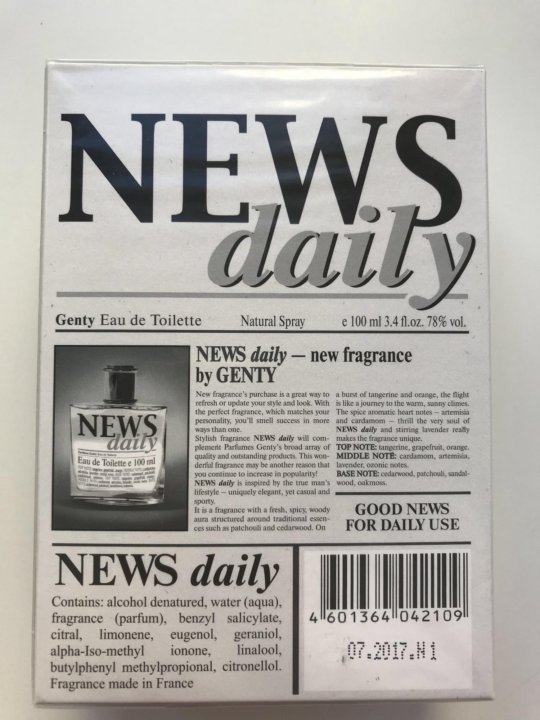 NEWS
daily
Genty Eau de Toilette Natural Spray e 100 ml 3.4 fl.oz. 78% vol.
NEWS daily
Eau de Toilette e 100 ml
NEWS daily — new fragrance
by GENTY
New fragrance's purchase is a great way to
refresh or update your style and look. With
the perfect fragrance, which matches your
personality, you'll smell success in more
ways than one.
Stylish fragrance NEWS daily will com-
plement Parfumes Genty's broad array of
quality and outstanding products. This won-
derful fragrance may be another reason that
you continue to increase in popularity!
NEWS daily is inspired by the true man's
lifestyle – uniquely elegant, yet casual and
sporty.
It is a fragrance with a fresh, spicy, woody
aura structured around traditional essen-
ces such as patchouli and cedarwood. On
a burst of tangerine and orange, the flight
is like a journey to the warm, sunny climes.
The spice aromatic heart notes – artemisia
and cardamom – thrill the very soul of
NEWS daily and stirring lavender really
makes the fragrance unique.
TOP NOTE: tangerine, grapefruit, orange.
MIDDLE NOTE: cardamom, artemisia,
lavender, ozonic notes.
BASE NOTE: cedarwood, patchouli, sandal-
wood, oakmoss.
GOOD NEWS
FOR DAILY USE
NEWS daily
Contains: alcohol denatured, water (aqua),
fragrance (parfum), benzyl salicylate,
citral, limonene, eugenol, geraniol,
alpha-Iso-methyl ionone, linalool,
butylphenyl methylpropional, citronellol.
Fragrance made in France
4 601364 042109
07.2017.N1